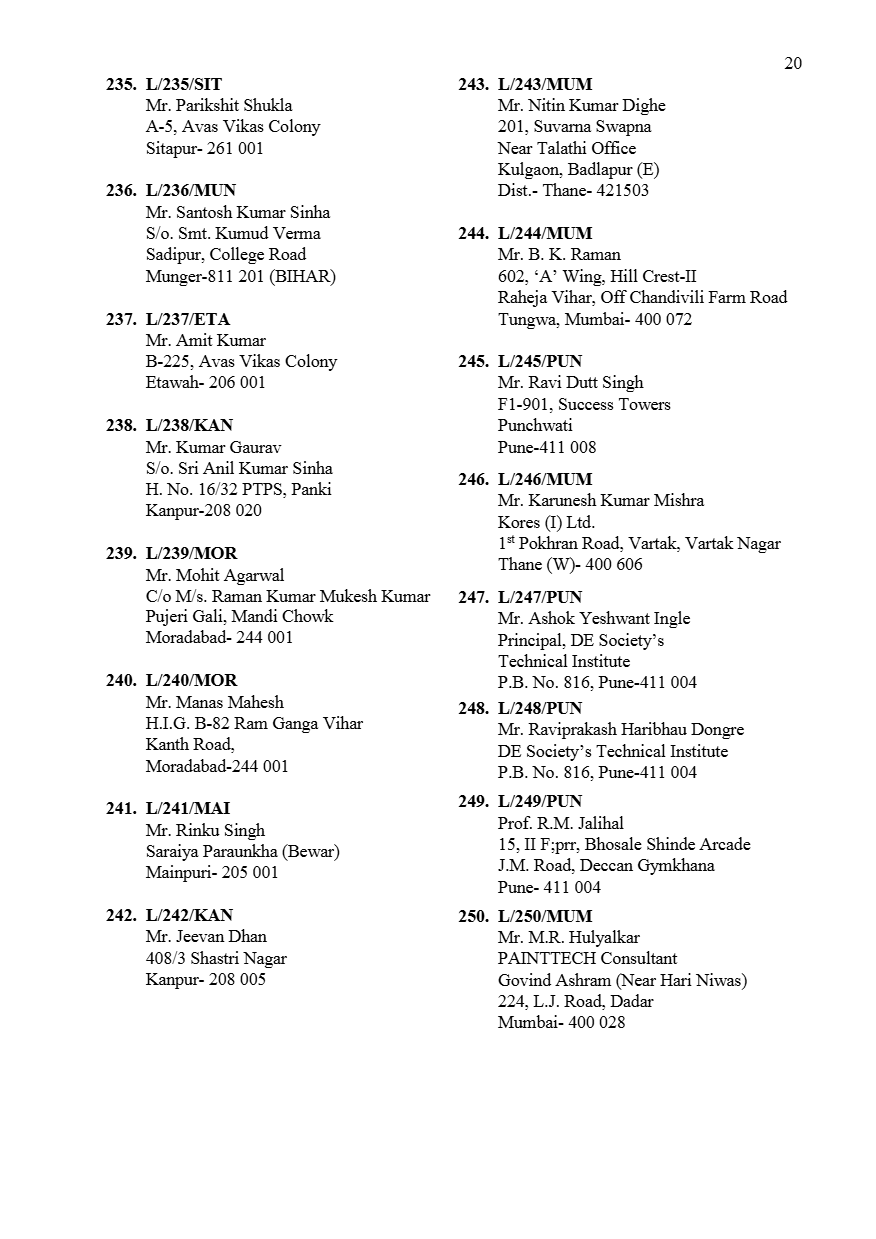 20
235. L/235/SIT
Mr. Parikshit Shukla
A-5, Avas Vikas Colony
Sitapur- 261 001
236. L/236/MUN
Mr. Santosh Kumar Sinha
S/o. Smt. Kumud Verma
Sadipur, College Road
Munger-811 201 (BIHAR)
237. L/237/ETA
Mr. Amit Kumar
B-225, Avas Vikas Colony
Etawah- 206 001
238. L/238/KAN
Mr. Kumar Gaurav
S/o. Sri Anil Kumar Sinha
H. No. 16/32 PTPS, Panki
Kanpur-208 020
239. L/239/MOR
Mr. Mohit Agarwal
C/o M/s. Raman Kumar Mukesh Kumar
Pujeri Gali, Mandi Chowk
Moradabad- 244 001
240. L/240/MOR
Mr. Manas Mahesh
H.I.G. B-82 Ram Ganga Vihar
Kanth Road,
Moradabad-244 001
241. L/241/MAI
Mr. Rinku Singh
Saraiya Paraunkha (Bewar)
Mainpuri- 205 001
242. L/242/KAN
Mr. Jeevan Dhan
408/3 Shastri Nagar
Kanpur- 208 005
243. L/243/MUM
Mr. Nitin Kumar Dighe
201, Suvarna Swapna
Near Talathi Office
Kulgaon, Badlapur (E)
Dist.- Thane- 421503
244. L/244/MUM
Mr. B. K. Raman
602, ‘A’ Wing, Hill Crest-II
Raheja Vihar, Off Chandivili Farm Road
Tungwa, Mumbai- 400 072
245. L/245/PUN
Mr. Ravi Dutt Singh
F1-901, Success Towers
Punchwati
Pune-411 008
246. L/246/MUM
Mr. Karunesh Kumar Mishra
Kores (I) Ltd.
1st Pokhran Road, Vartak, Vartak Nagar
Thane (W)- 400 606
247. L/247/PUN
Mr. Ashok Yeshwant Ingle
Principal, DE Society’s
Technical Institute
P.B. No. 816, Pune-411 004
248. L/248/PUN
Mr. Raviprakash Haribhau Dongre
DE Society’s Technical Institute
P.B. No. 816, Pune-411 004
249. L/249/PUN
Prof. R.M. Jalihal
15, II F;prr, Bhosale Shinde Arcade
J.M. Road, Deccan Gymkhana
Pune- 411 004
250. L/250/MUM
Mr. M.R. Hulyalkar
PAINTTECH Consultant
Govind Ashram (Near Hari Niwas)
224, L.J. Road, Dadar
Mumbai- 400 028